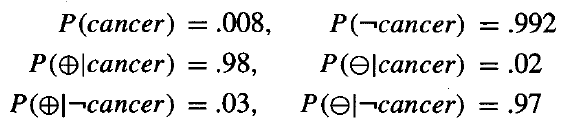 P(cancer) = .008, P(¬cancer) = .992
P(⊕|cancer) = .98, P(⊖|cancer) = .02
P(⊕|¬cancer) = .03, P(⊖|¬cancer) = .97